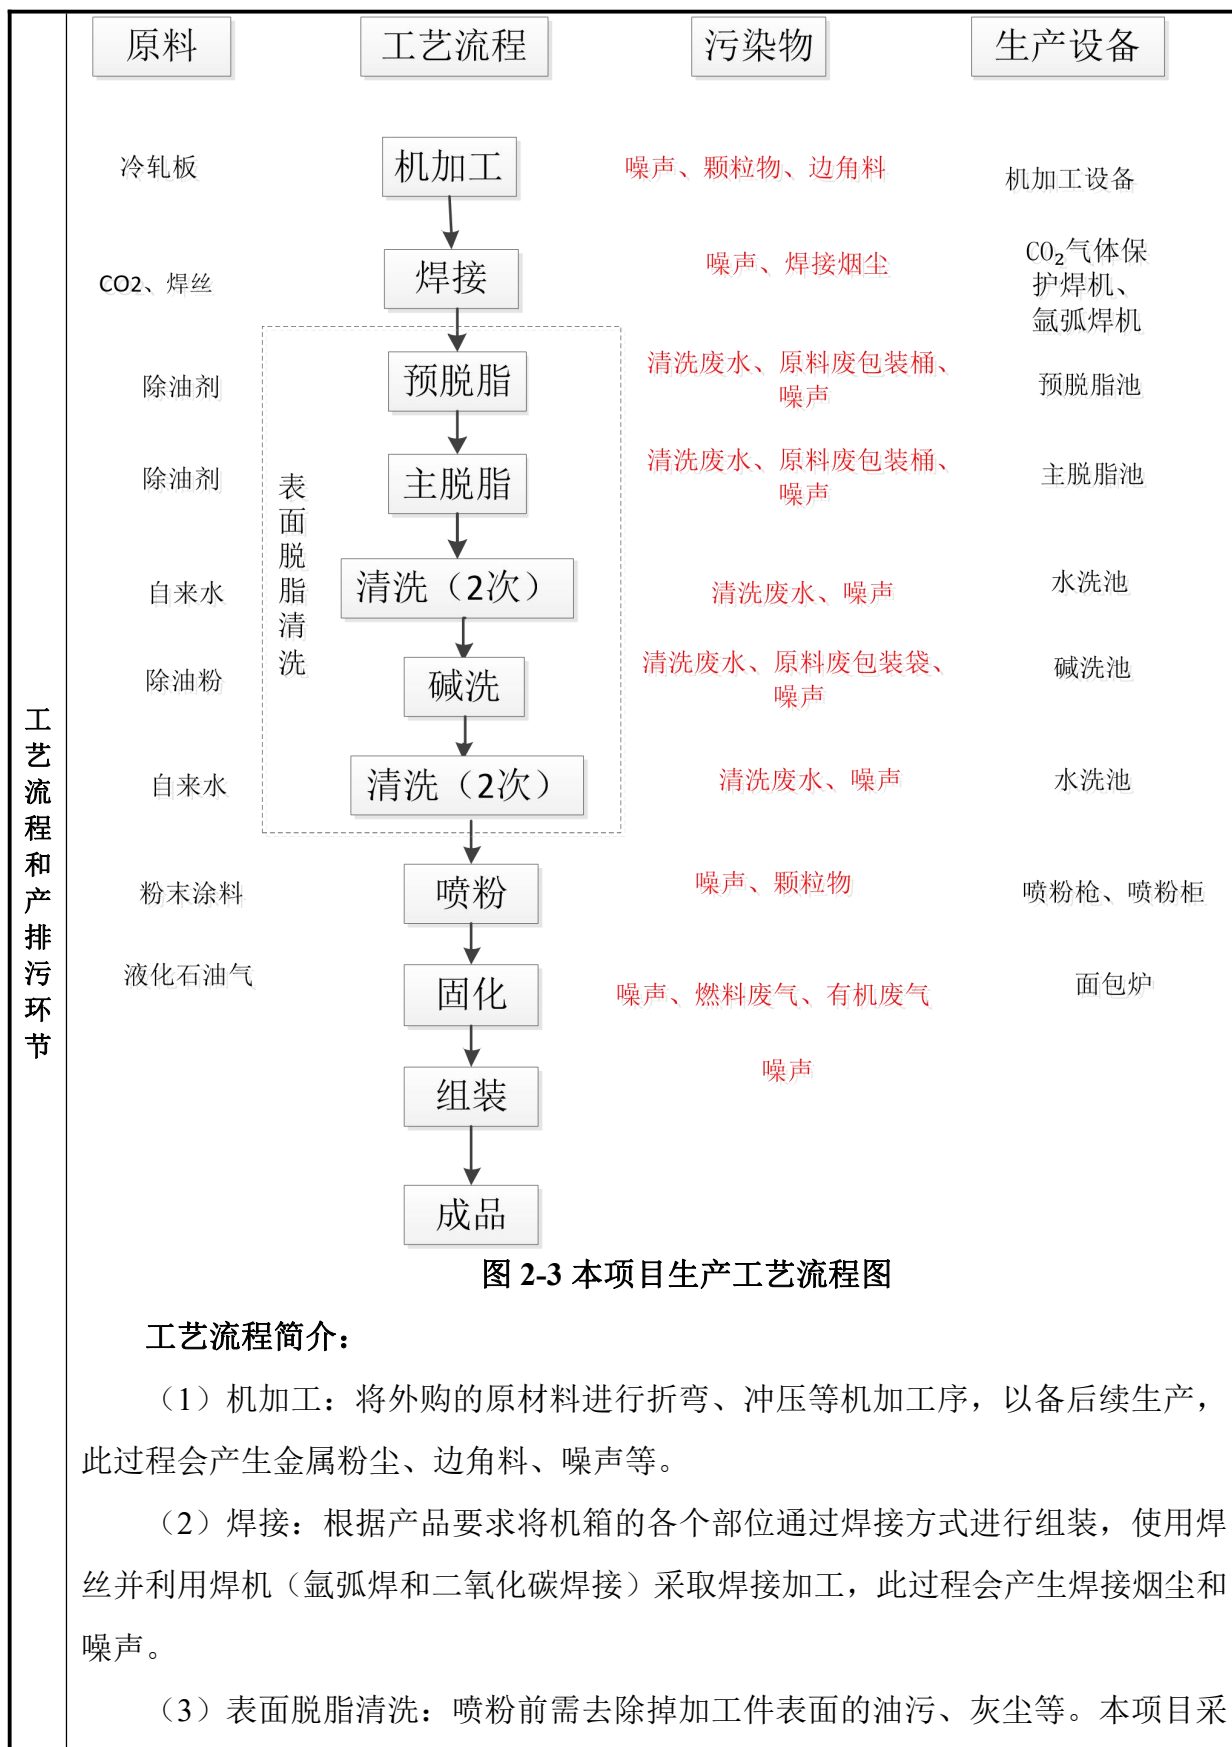 原料 工艺流程 污染物 生产设备
冷轧板 机加工 噪声、颗粒物、边角料 机加工设备
CO2、焊丝 焊接 噪声、焊接烟尘 CO₂气体保
护焊机、
氩弧焊机
除油剂 预脱脂 清洗废水、原料废包装桶、
噪声 预脱脂池
除油剂 主脱脂 清洗废水、原料废包装桶、
噪声 主脱脂池
表面脱脂清洗
自来水 清洗（2次） 清洗废水、噪声 水洗池
除油粉 碱洗 清洗废水、原料废包装袋、
噪声 碱洗池
自来水 清洗（2次） 清洗废水、噪声 水洗池
粉末涂料 喷粉 噪声、颗粒物 喷粉枪、喷粉柜
液化石油气 固化 噪声、燃料废气、有机废气 面包炉
组装 噪声
成品
工艺流程和产排污环节
图 2-3 本项目生产工艺流程图
工艺流程简介：
（1）机加工：将外购的原材料进行折弯、冲压等机加工序，以备后续生产，
此过程会产生金属粉尘、边角料、噪声等。
（2）焊接：根据产品要求将机箱的各个部位通过焊接方式进行组装，使用焊
丝并利用焊机（氩弧焊和二氧化碳焊接）采取焊接加工，此过程会产生焊接烟尘和
噪声。
（3）表面脱脂清洗：喷粉前需去除掉加工件表面的油污、灰尘等。本项目采